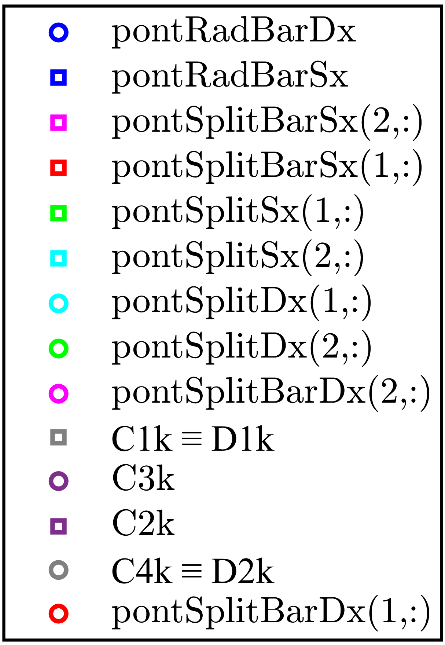 pontRadBarDx
pontRadBarSx
pontSplitBarSx(2,:)
pontSplitBarSx(1,:)
pontSplitSx(1,:)
pontSplitSx(2,:)
pontSplitDx(1,:)
pontSplitDx(2,:)
pontSplitBarDx(2,:)
C1k ≡ D1k
C3k
C2k
C4k ≡ D2k
pontSplitBarDx(1,:)